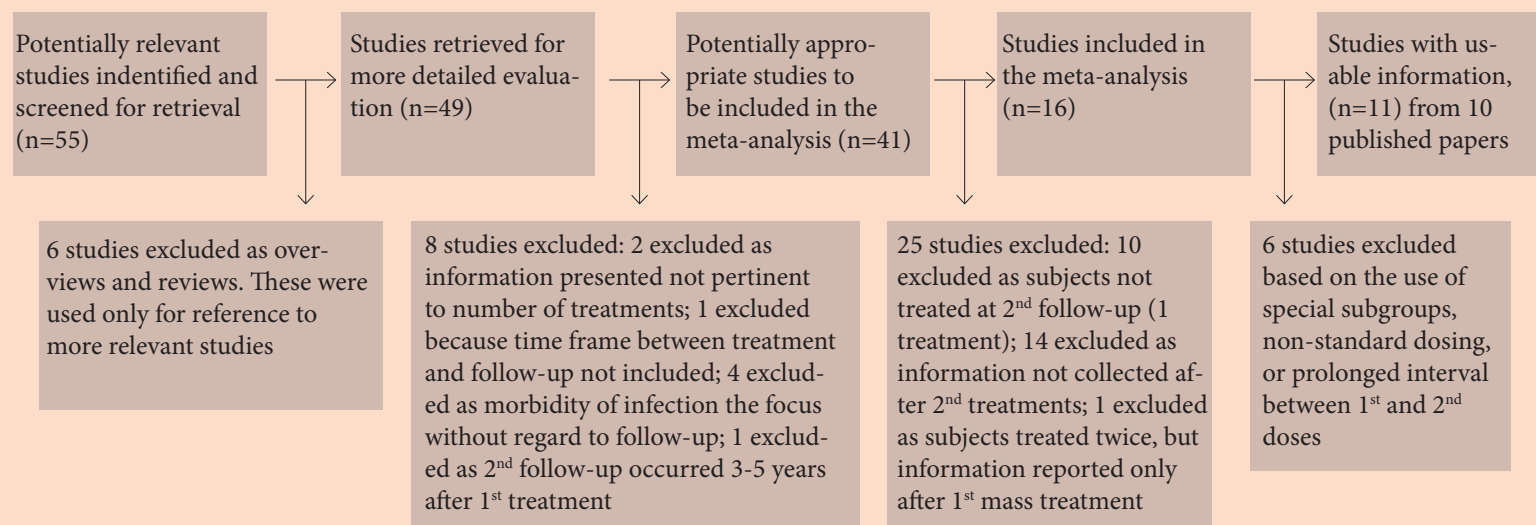 Potentially relevant
studies indentified and
screened for retrieval
(n=55)
Studies retrieved for
more detailed evalua-
tion (n=49)
Potentially appro-
priate studies to
be included in the
meta-analysis (n=41)
Studies included in
the meta-analysis
(n=16)
Studies with us-
able information,
(n=11) from 10
published papers
6 studies excluded as over-
views and reviews. These were
used only for reference to
more relevant studies
8 studies excluded: 2 excluded as
information presented not pertinent
to number of treatments; 1 excluded
because time frame between treatment
and follow-up not included; 4 exclud-
ed as morbidity of infection the focus
without regard to follow-up; 1 exclud-
ed as 2nd follow-up occurred 3-5 years
after 1st treatment
25 studies excluded: 10
excluded as subjects not
treated at 2nd follow-up (1
treatment); 14 excluded as
information not collected af-
ter 2nd treatments; 1 excluded
as subjects treated twice, but
information reported only
after 1st mass treatment
6 studies excluded
based on the use of
special subgroups,
non-standard dosing,
or prolonged interval
between 1st and 2nd
doses